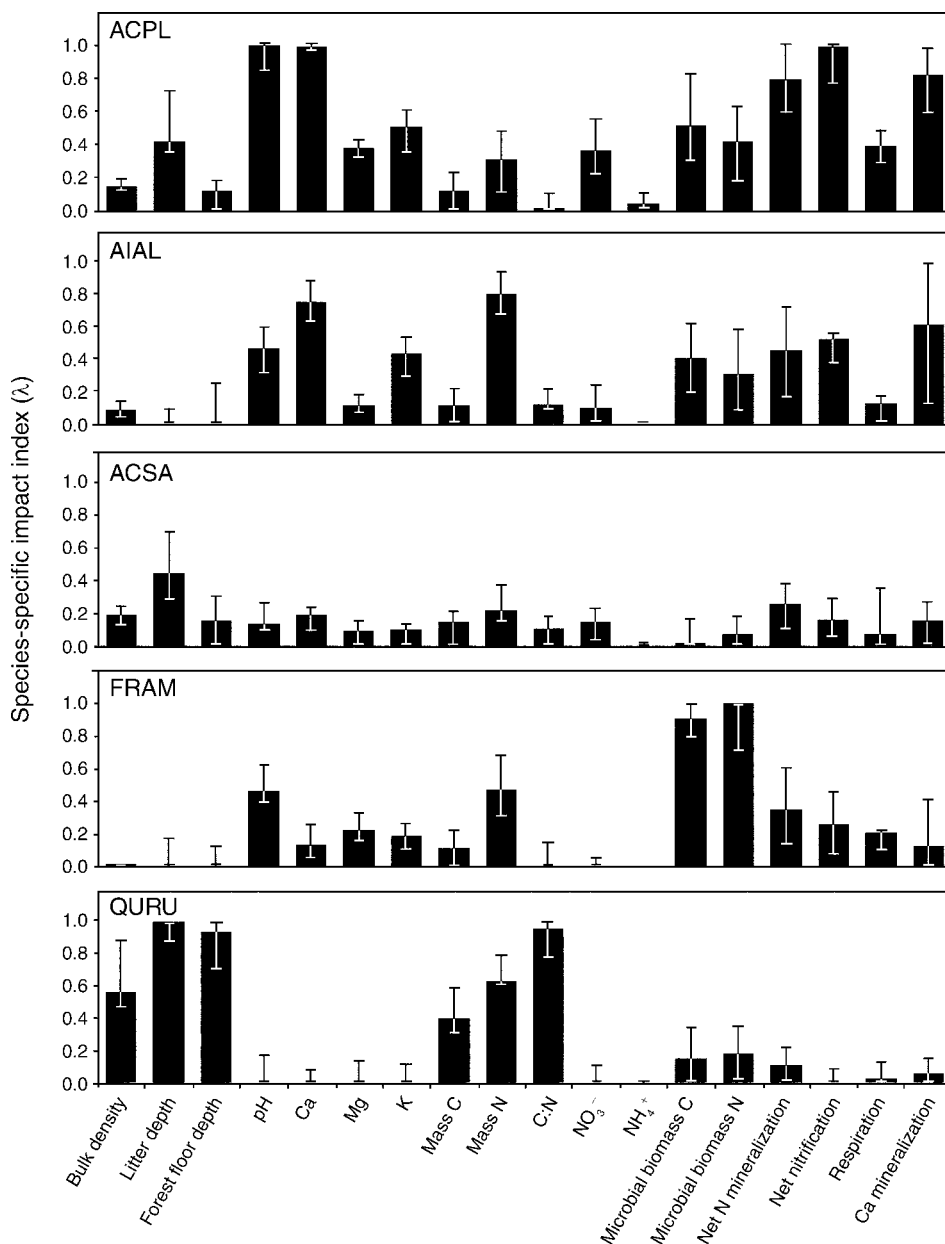 Species-specific impact index (λ)
ACPL
1.0
0.8
0.6
0.4
0.2
0.0
AIAL
1.0
0.8
0.6
0.4
0.2
0.0
ACSA
1.0
0.8
0.6
0.4
0.2
0.0
FRAM
1.0
0.8
0.6
0.4
0.2
0.0
QURU
1.0
0.8
0.6
0.4
0.2
0.0
Bulk density
Litter depth
Forest floor depth
pH
Ca
Mg
K
Mass C
Mass N
C:N
NO₃⁻
NH₄⁺
Microbial biomass C
Microbial biomass N
Net N mineralization
Net nitrification
Respiration
Ca mineralization